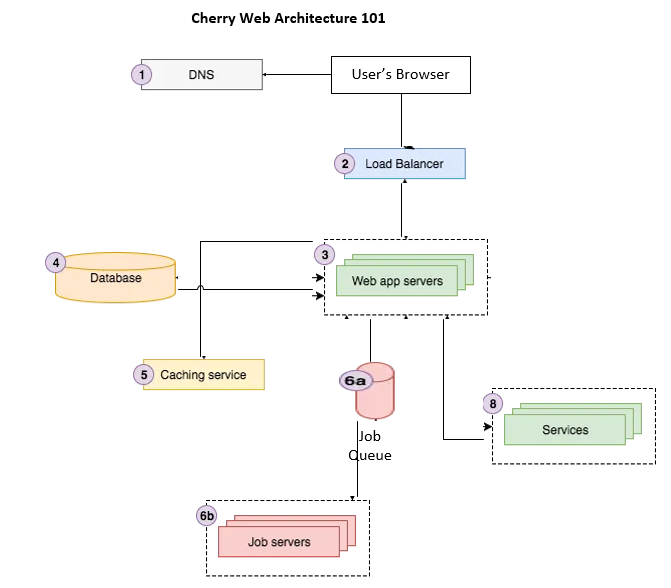 Cherry Web Architecture 101
1
DNS
User's Browser
2
Load Balancer
3
Web app servers
4
Database
5
Caching service
6a
Job
Queue
8
Services
6b
Job servers